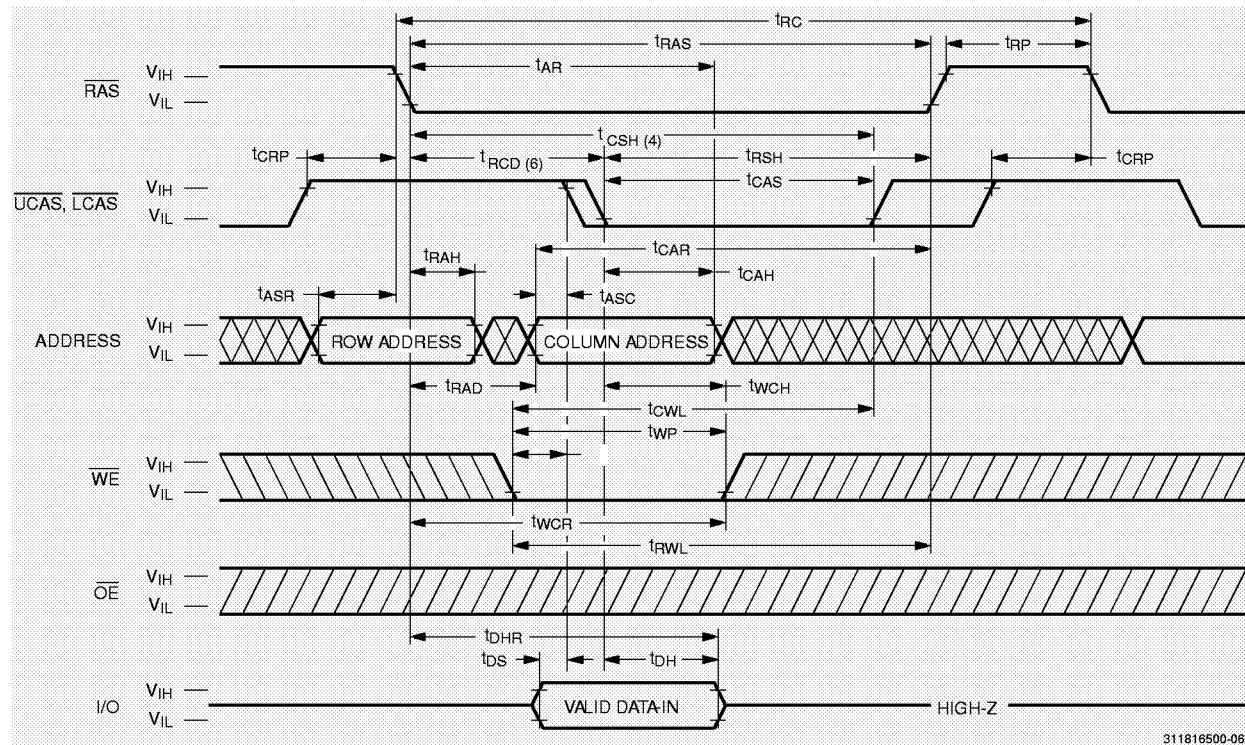 tRC
tRAS
tRP
tAR
RAS
VIH
VIL
tCSH (4)
tCRP
tRCD (6)
tRSH
tCRP
tCAS
UCAS, LCAS
VIH
VIL
tCAR
tRAH
tCAH
tASR
tASC
ADDRESS
VIH
VIL
ROW ADDRESS
COLUMN ADDRESS
tRAD
tWCH
tCWL
tWP
WE
VIH
VIL
tWCR
tRWL
OE
VIH
VIL
tDHR
tDS
tDH
I/O
VIH
VIL
VALID DATA-IN
HIGH-Z
311816500-06